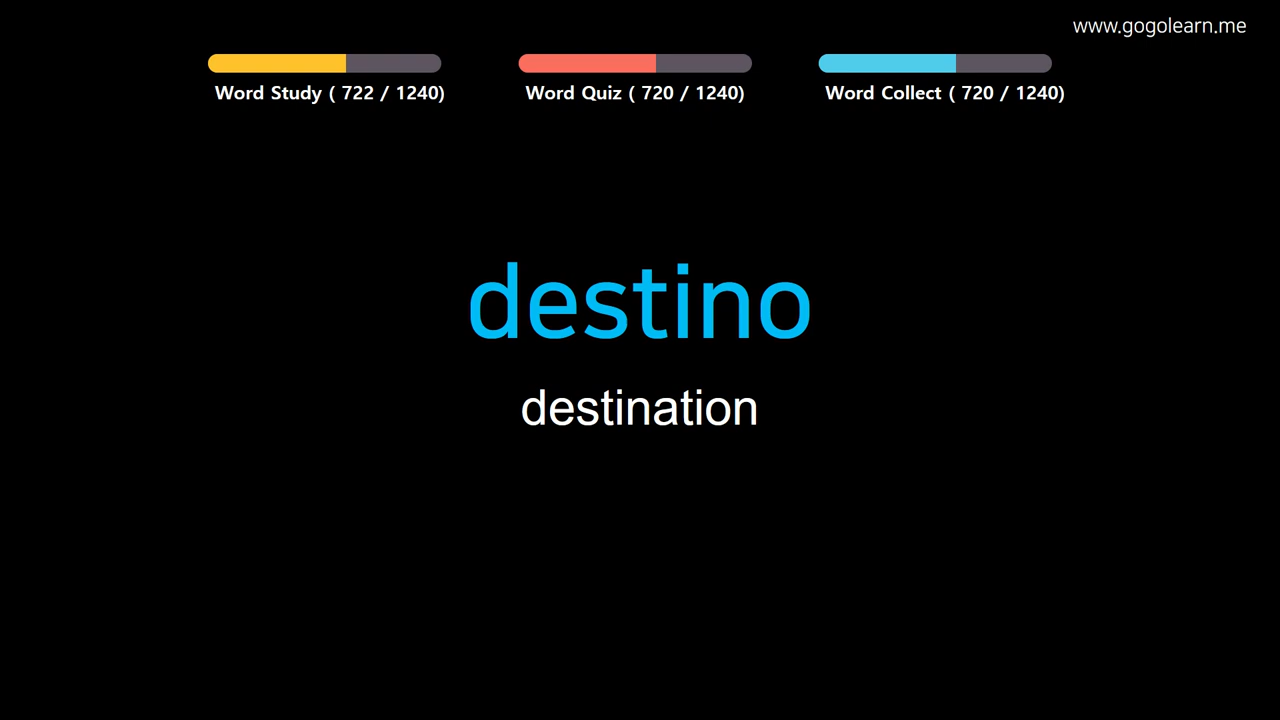 www.gogolearn.me
Word Study ( 722 / 1240)
Word Quiz ( 720 / 1240)
Word Collect ( 720 / 1240)
destino
destination